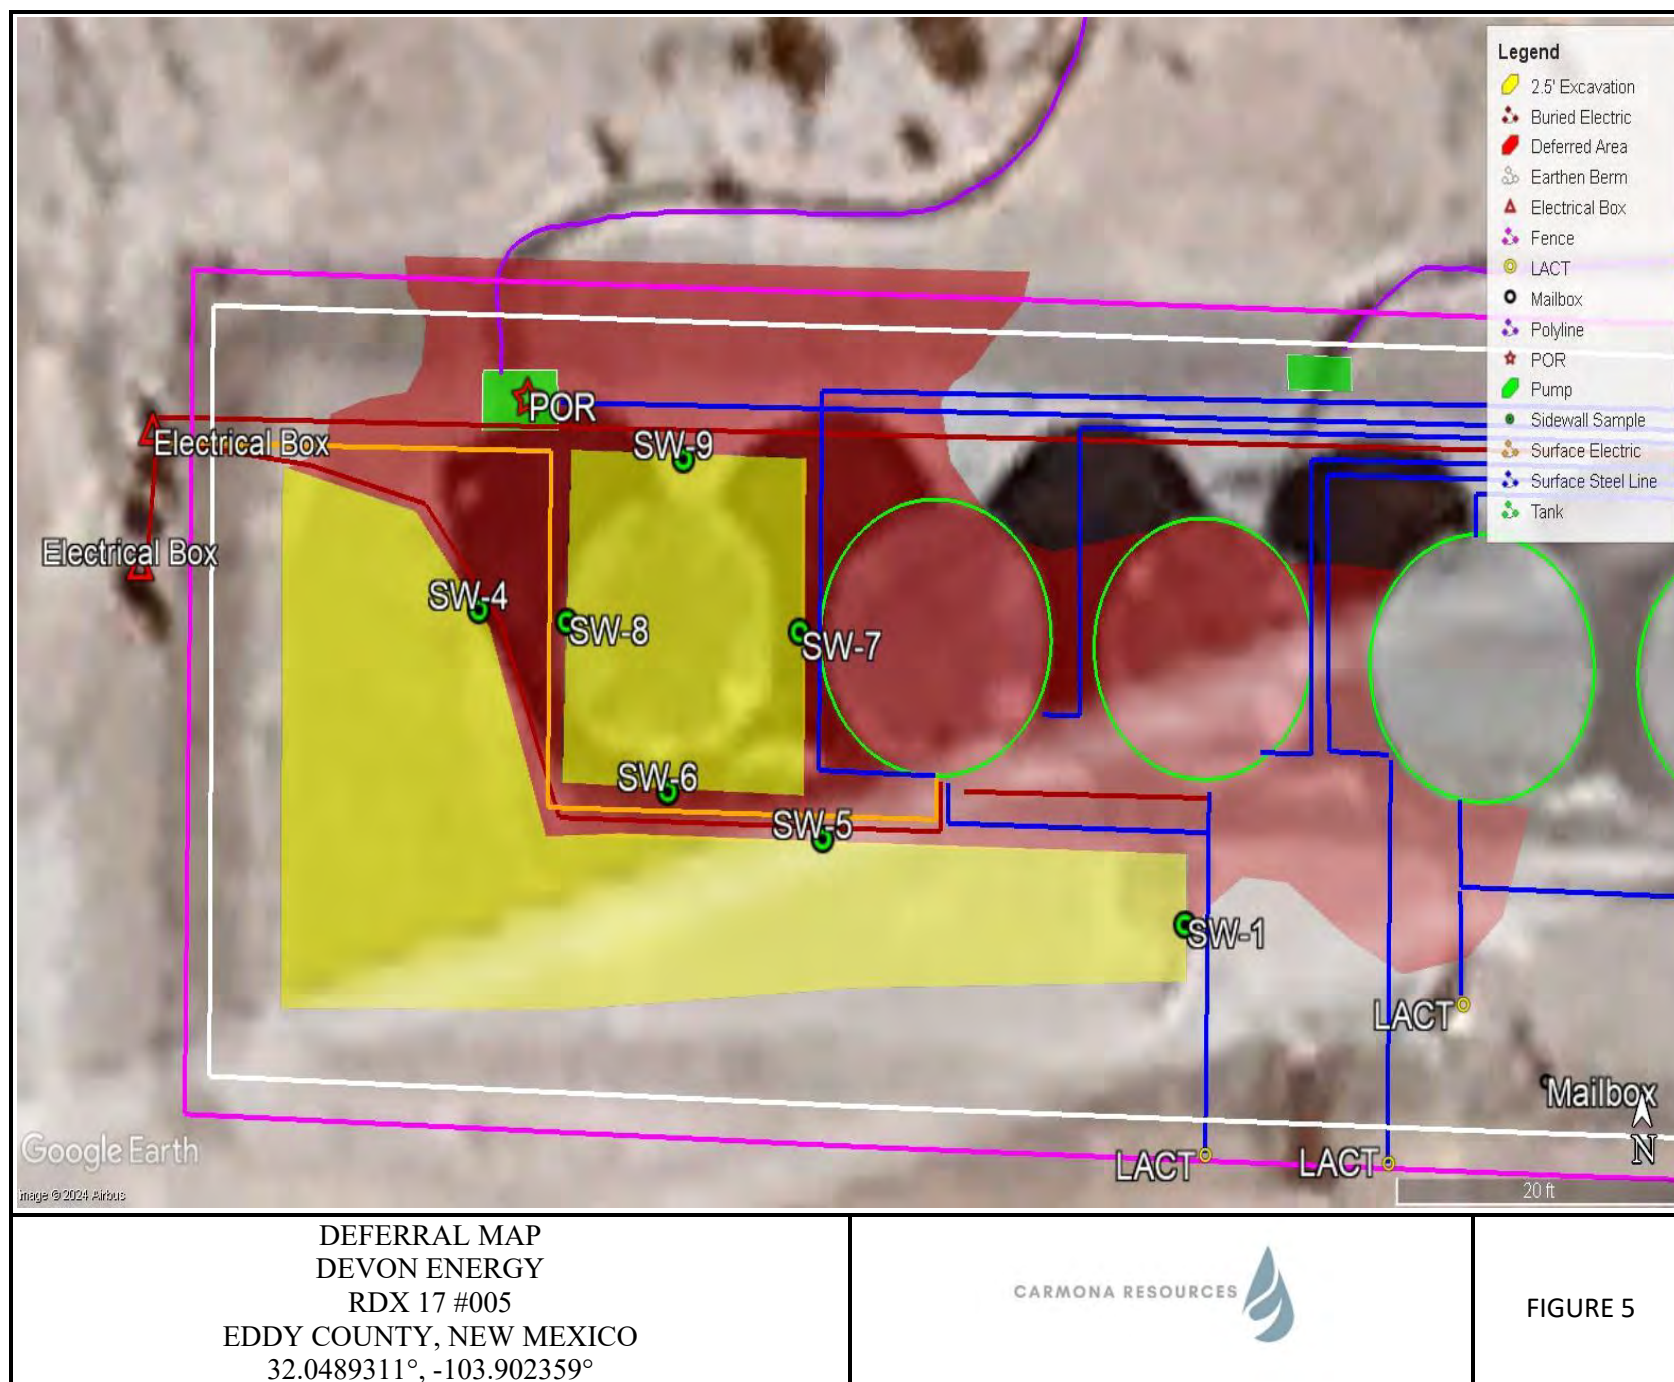 Legend
2.5' Excavation
Buried Electric
Deferred Area
Earthen Berm
Electrical Box
Fence
LACT
Mailbox
Polyline
POR
Pump
Sidewall Sample
Surface Electric
Surface Steel Line
Tank
POR
Electrical Box
SW-9
Electrical Box
SW-4
SW-8
SW-7
SW-6
SW-5
SW-1
LACT
Mailbox
N
Google Earth
LACT
LACT
Image © 2024 Airbus
20 ft
DEFERRAL MAP
DEVON ENERGY
RDX 17 #005
EDDY COUNTY, NEW MEXICO
32.0489311°, -103.902359°
CARMONA RESOURCES
FIGURE 5